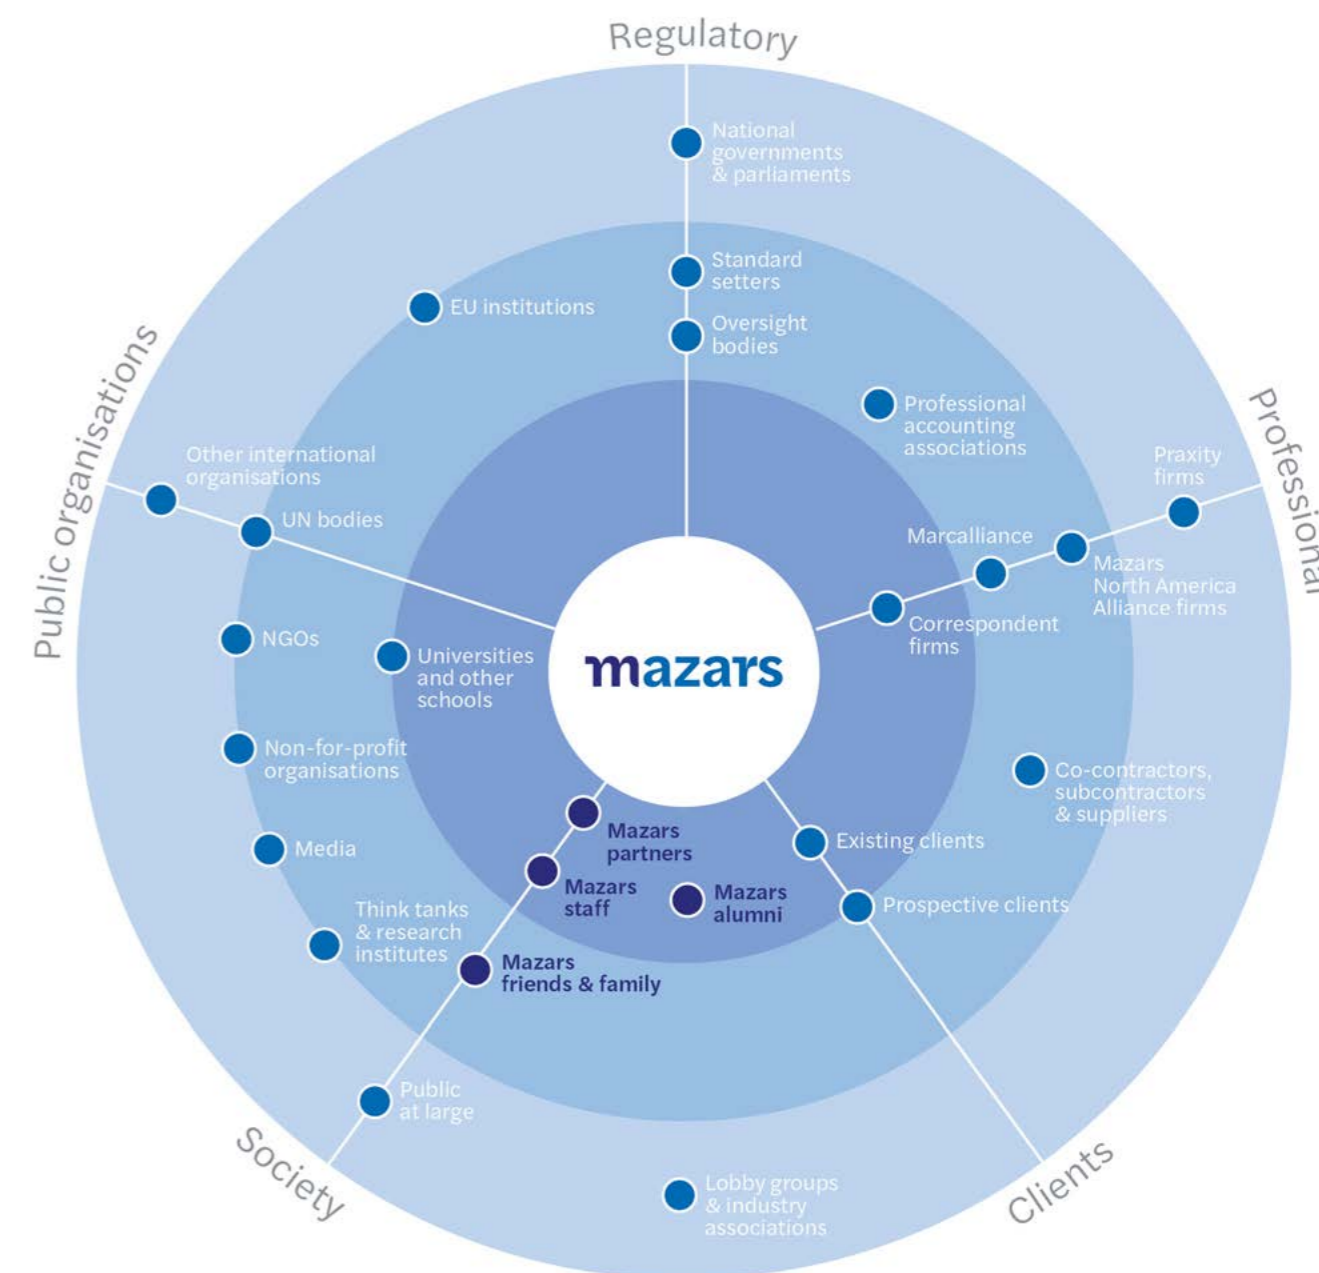 Regulatory
National
governments
& parliaments
Standard
setters
EU institutions
Oversight
bodies
Public organisations
Professional
Professional
accounting
associations
Other international
organisations
Praxity
firms
UN bodies
Marcalliance
Mazars
North America
Alliance firms
Correspondent
firms
NGOs
Universities
and other
schools
mazars
Non-for-profit
organisations
Co-contractors,
subcontractors
& suppliers
Mazars
partners
Existing clients
Media
Mazars
staff
Mazars
alumni
Prospective clients
Think tanks
& research
institutes
Mazars
friends & family
Public
at large
Society
Clients
Lobby groups
& industry
associations